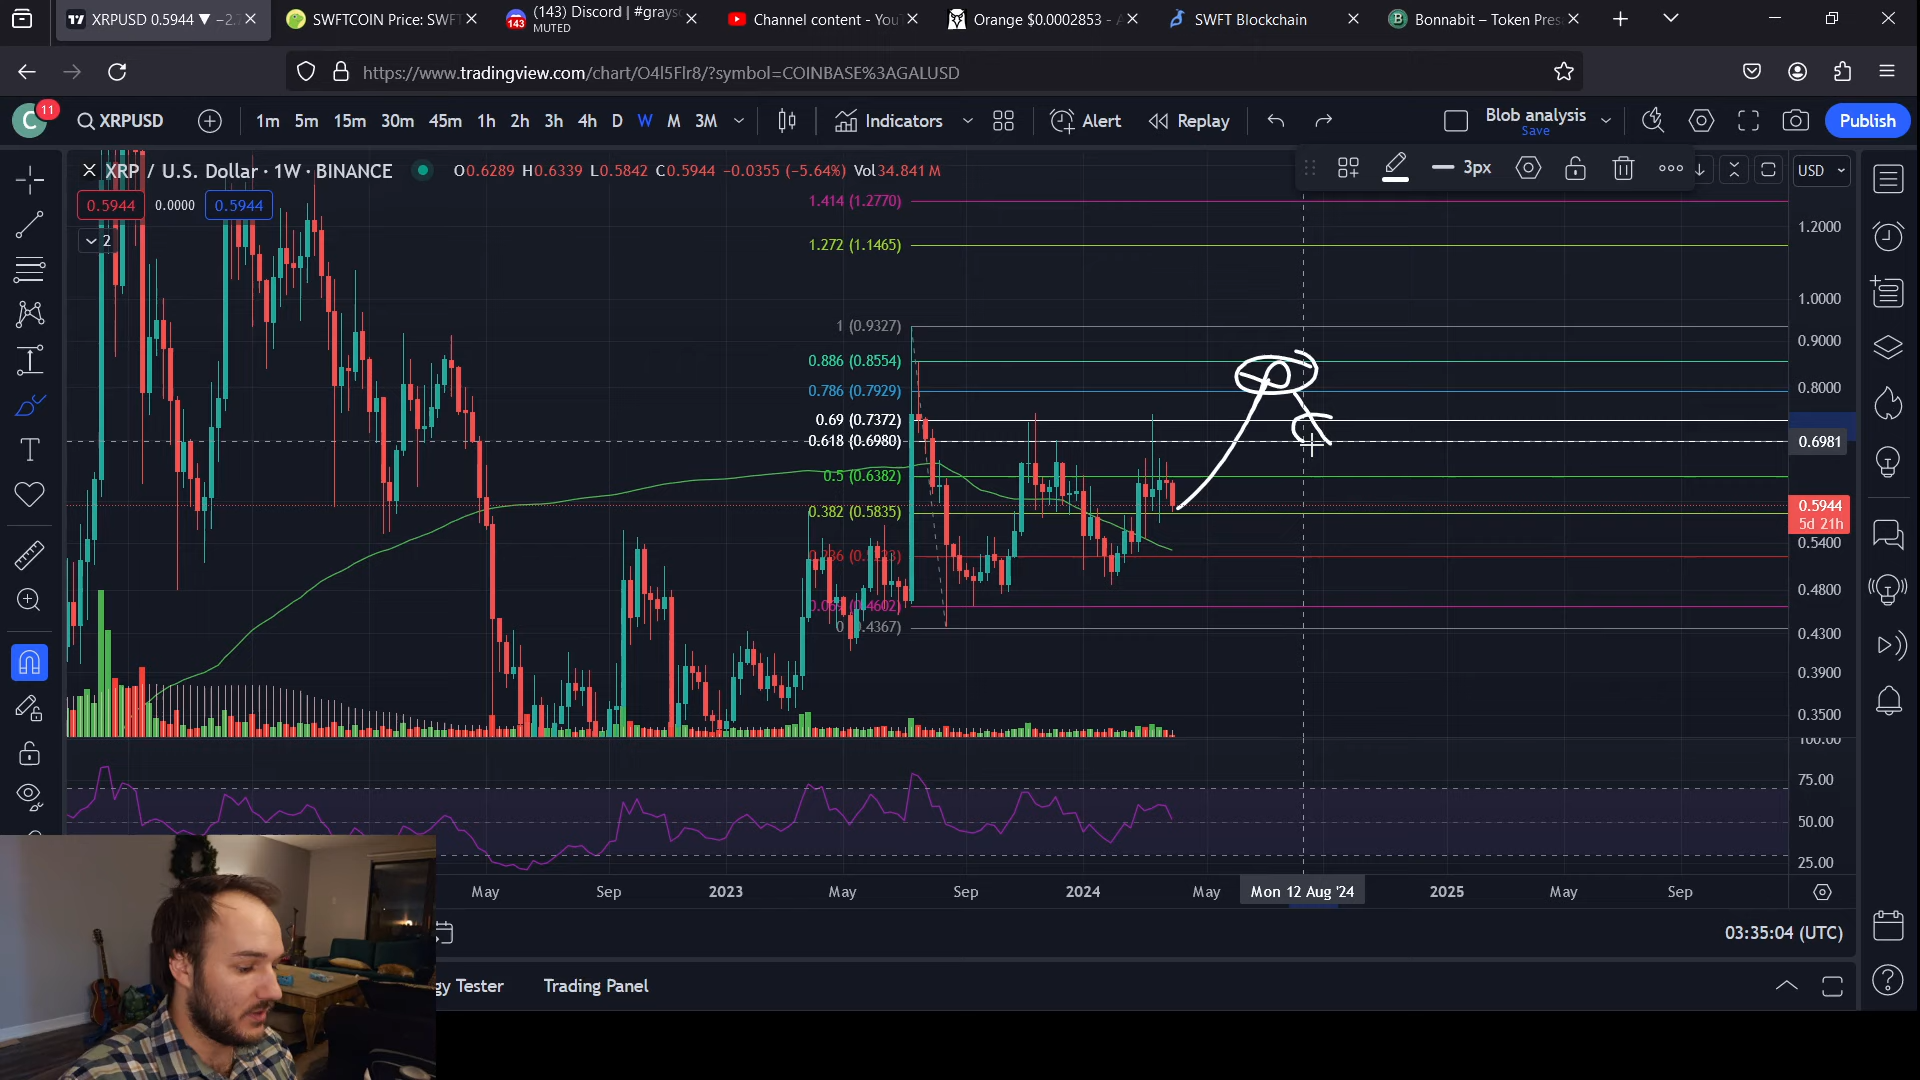 XRPUSD 0.5944 ▼ −2.
SWFTCOIN Price: SWFT
(143) Discord | #grays
MUTED
Channel content - You
Orange $0.0002853 - A
SWFT Blockchain
Bonnabit – Token Pres
https://www.tradingview.com/chart/O4l5Flr8/?symbol=COINBASE%3AGALUSD
C 11 XRPUSD 1m 5m 15m 30m 45m 1h 2h 3h 4h D W M 3M Indicators Alert Replay Blob analysis Publish
Save
XRP / U.S. Dollar · 1W · BINANCE O0.6289 H0.6339 L0.5842 C0.5944 −0.0355 (−5.64%) Vol34.841 M
3px
USD
0.5944 0.0000 0.5944
2
1.414 (1.2770)
1.272 (1.1465)
1 (0.9327)
0.886 (0.8554)
0.786 (0.7929)
0.69 (0.7372)
0.618 (0.6980)
0.5 (0.6382)
0.382 (0.5835)
0 (0.4367)
1.2000
1.0000
0.9000
0.8000
0.6981
0.5944
5d 21h
0.5400
0.4800
0.4300
0.3900
0.3500
100.00
75.00
50.00
25.00
May Sep 2023 May Sep 2024 May Mon 12 Aug '24 2025 May Sep
03:35:04 (UTC)
gy Tester Trading Panel